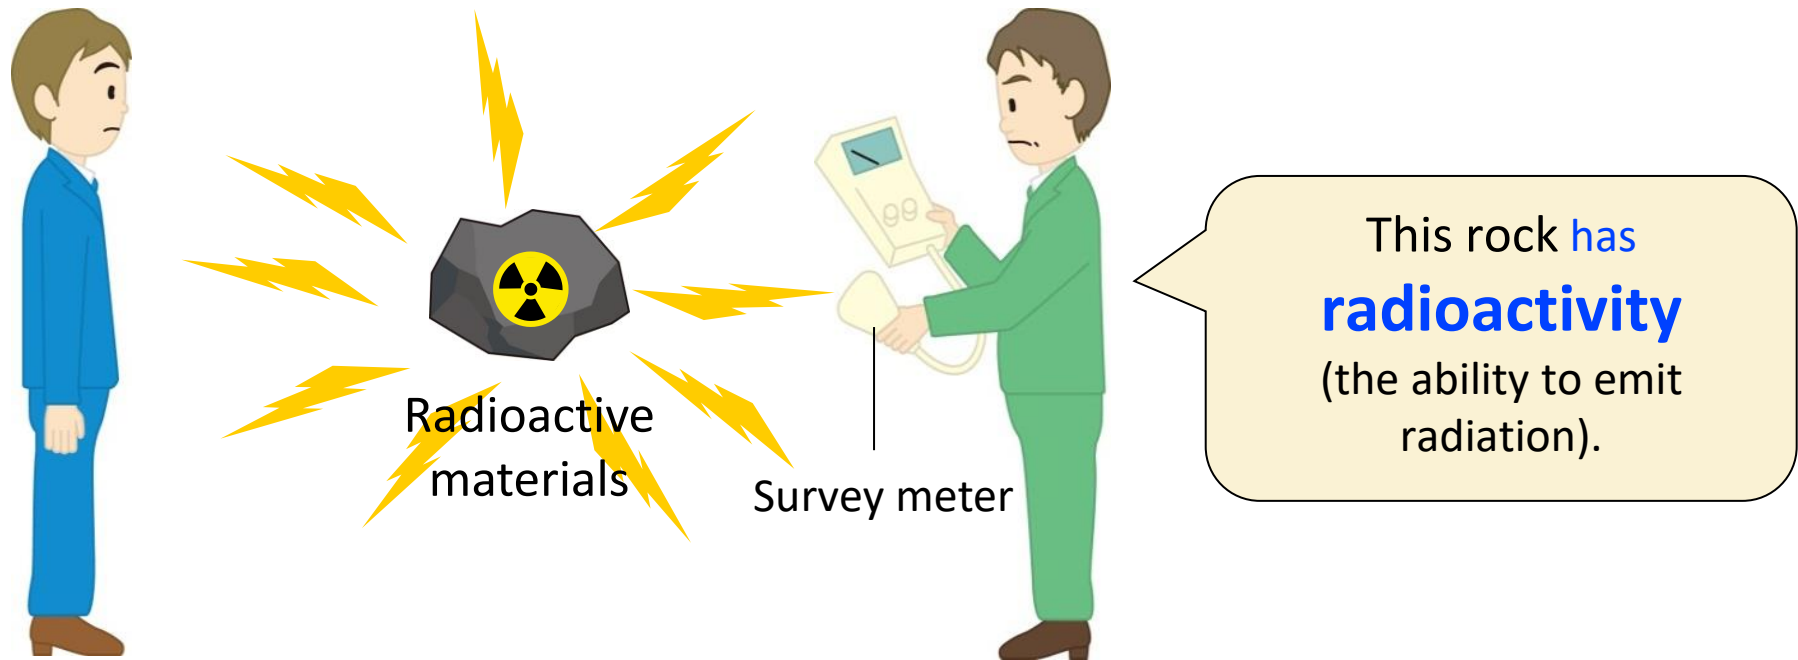 Radioactive
materials
Survey meter
This rock has
radioactivity
(the ability to emit
radiation).